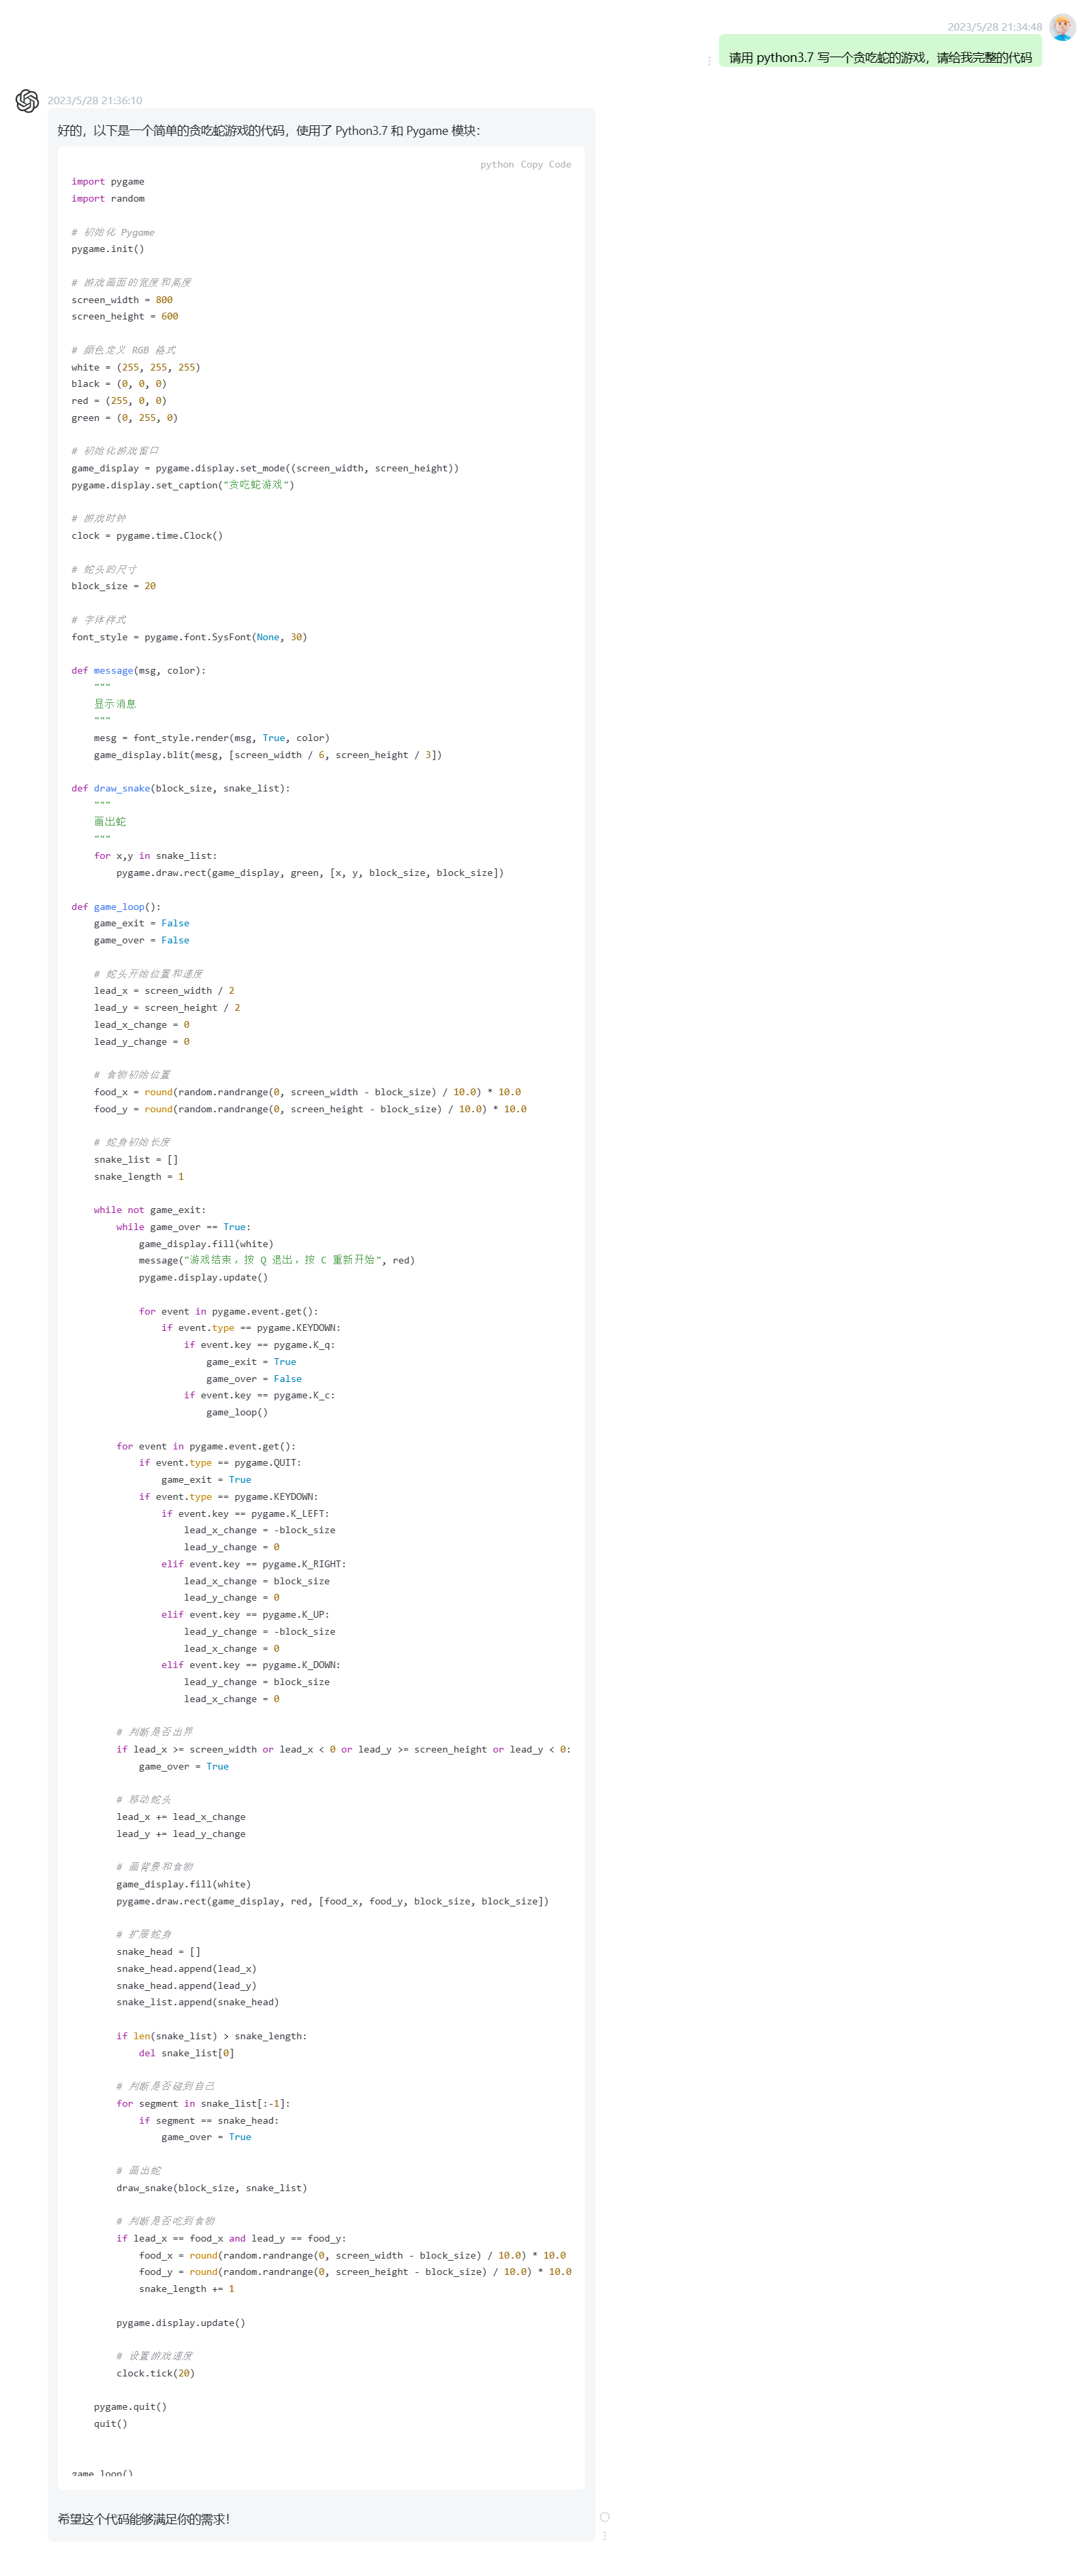 2023/5/28 21:34:48
请用 python3.7 写一个贪吃蛇的游戏，请给我完整的代码
2023/5/28 21:36:10
好的，以下是一个简单的贪吃蛇游戏的代码，使用了 Python3.7 和 Pygame 模块：
python Copy Code
import pygame
import random

# 初始化 Pygame
pygame.init()

# 游戏画面的宽度和高度
screen_width = 800
screen_height = 600

# 颜色定义 RGB 格式
white = (255, 255, 255)
black = (0, 0, 0)
red = (255, 0, 0)
green = (0, 255, 0)

# 初始化游戏窗口
game_display = pygame.display.set_mode((screen_width, screen_height))
pygame.display.set_caption("贪吃蛇游戏")

# 游戏时钟
clock = pygame.time.Clock()

# 蛇头的尺寸
block_size = 20

# 字体样式
font_style = pygame.font.SysFont(None, 30)

def message(msg, color):
    """
    显示消息
    """
    mesg = font_style.render(msg, True, color)
    game_display.blit(mesg, [screen_width / 6, screen_height / 3])

def draw_snake(block_size, snake_list):
    """
    画出蛇
    """
    for x,y in snake_list:
        pygame.draw.rect(game_display, green, [x, y, block_size, block_size])

def game_loop():
    game_exit = False
    game_over = False

    # 蛇头开始位置和速度
    lead_x = screen_width / 2
    lead_y = screen_height / 2
    lead_x_change = 0
    lead_y_change = 0

    # 食物初始位置
    food_x = round(random.randrange(0, screen_width - block_size) / 10.0) * 10.0
    food_y = round(random.randrange(0, screen_height - block_size) / 10.0) * 10.0

    # 蛇身初始长度
    snake_list = []
    snake_length = 1

    while not game_exit:
        while game_over == True:
            game_display.fill(white)
            message("游戏结束，按 Q 退出，按 C 重新开始", red)
            pygame.display.update()

            for event in pygame.event.get():
                if event.type == pygame.KEYDOWN:
                    if event.key == pygame.K_q:
                        game_exit = True
                        game_over = False
                    if event.key == pygame.K_c:
                        game_loop()

        for event in pygame.event.get():
            if event.type == pygame.QUIT:
                game_exit = True
            if event.type == pygame.KEYDOWN:
                if event.key == pygame.K_LEFT:
                    lead_x_change = -block_size
                    lead_y_change = 0
                elif event.key == pygame.K_RIGHT:
                    lead_x_change = block_size
                    lead_y_change = 0
                elif event.key == pygame.K_UP:
                    lead_y_change = -block_size
                    lead_x_change = 0
                elif event.key == pygame.K_DOWN:
                    lead_y_change = block_size
                    lead_x_change = 0

        # 判断是否出界
        if lead_x >= screen_width or lead_x < 0 or lead_y >= screen_height or lead_y < 0:
            game_over = True

        # 移动蛇头
        lead_x += lead_x_change
        lead_y += lead_y_change

        # 画背景和食物
        game_display.fill(white)
        pygame.draw.rect(game_display, red, [food_x, food_y, block_size, block_size])

        # 扩展蛇身
        snake_head = []
        snake_head.append(lead_x)
        snake_head.append(lead_y)
        snake_list.append(snake_head)

        if len(snake_list) > snake_length:
            del snake_list[0]

        # 判断是否碰到自己
        for segment in snake_list[:-1]:
            if segment == snake_head:
                game_over = True

        # 画出蛇
        draw_snake(block_size, snake_list)

        # 判断是否吃到食物
        if lead_x == food_x and lead_y == food_y:
            food_x = round(random.randrange(0, screen_width - block_size) / 10.0) * 10.0
            food_y = round(random.randrange(0, screen_height - block_size) / 10.0) * 10.0
            snake_length += 1

        pygame.display.update()

        # 设置游戏速度
        clock.tick(20)

    pygame.quit()
    quit()


game_loop()
希望这个代码能够满足你的需求！